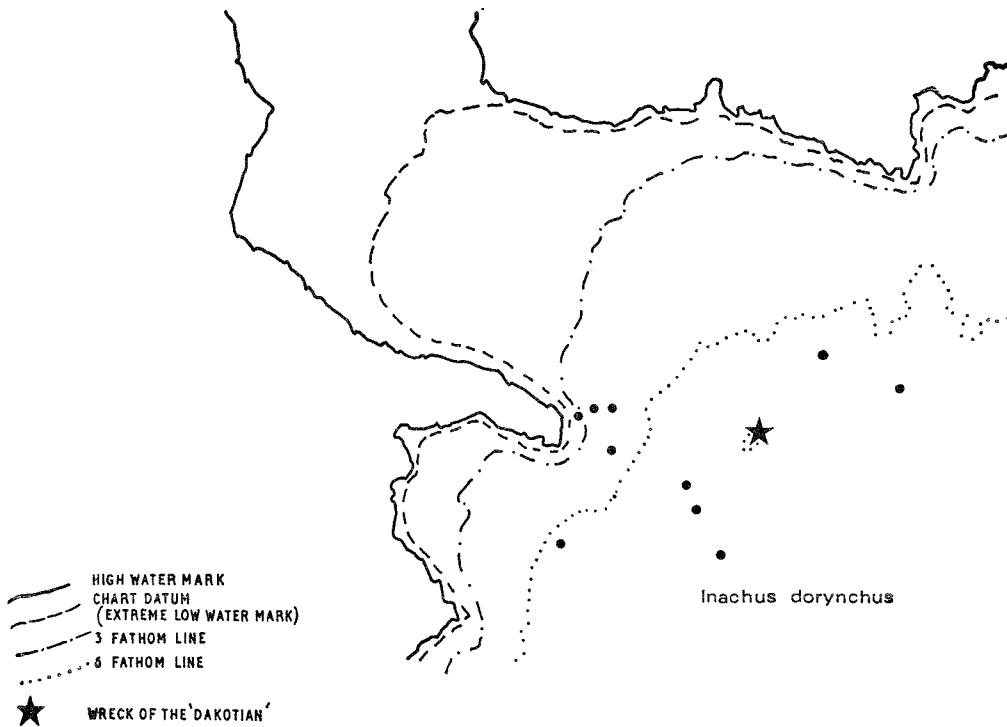 Inachus dorynchus
HIGH WATER MARK
CHART DATUM
(EXTREME LOW WATER MARK)
3 FATHOM LINE
6 FATHOM LINE
WRECK OF THE 'DAKOTIAN'